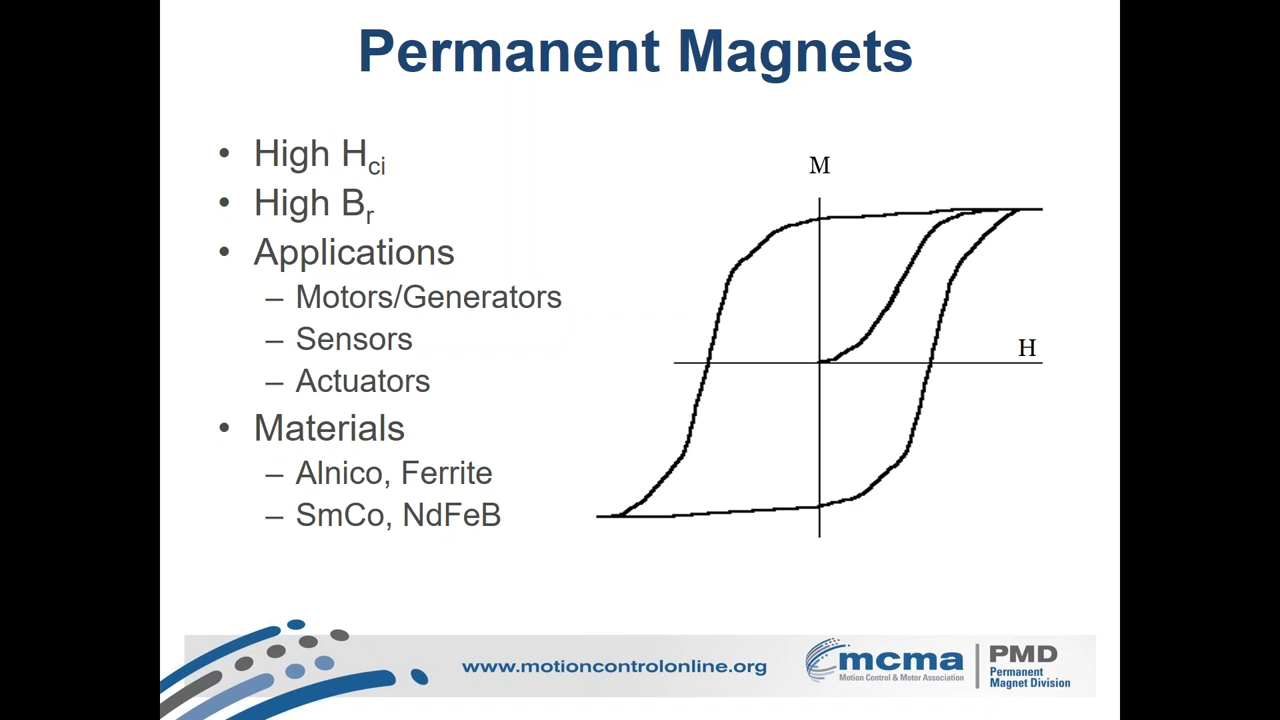 Permanent Magnets
• High Hci
• High Br
• Applications
– Motors/Generators
– Sensors
– Actuators
• Materials
– Alnico, Ferrite
– SmCo, NdFeB
M
H
www.motioncontrolonline.org
mcma
Motion Control & Motor Association
PMD
Permanent
Magnet Division